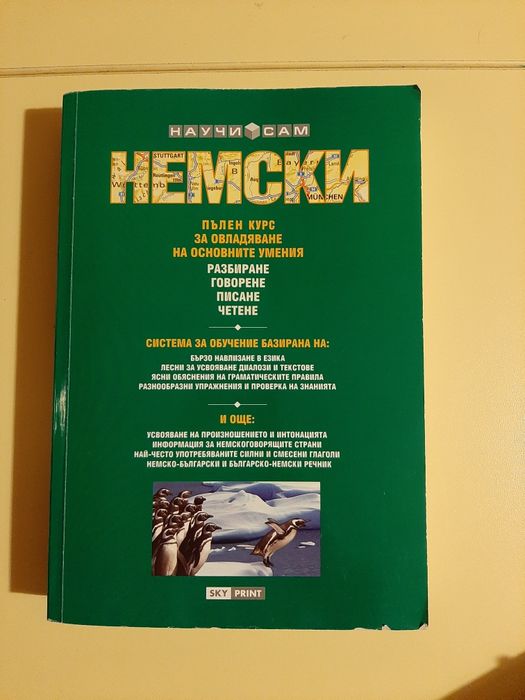 НАУЧИ САМ
НЕМСКИ
STUTTGART
MÜNCHEN
ПЪЛЕН КУРС
ЗА ОВЛАДЯВАНЕ
НА ОСНОВНИТЕ УМЕНИЯ
РАЗБИРАНЕ
ГОВОРЕНЕ
ПИСАНЕ
ЧЕТЕНЕ
СИСТЕМА ЗА ОБУЧЕНИЕ БАЗИРАНА НА:
БЪРЗО НАВЛИЗАНЕ В ЕЗИКА
ЛЕСНИ ЗА УСВОЯВАНЕ ДИАЛОЗИ И ТЕКСТОВЕ
ЯСНИ ОБЯСНЕНИЯ НА ГРАМАТИЧЕСКИТЕ ПРАВИЛА
РАЗНООБРАЗНИ УПРАЖНЕНИЯ И ПРОВЕРКА НА ЗНАНИЯТА
И ОЩЕ:
УСВОЯВАНЕ НА ПРОИЗНОШЕНИЕТО И ИНТОНАЦИЯТА
ИНФОРМАЦИЯ ЗА НЕМСКОГОВОРЯЩИТЕ СТРАНИ
НАЙ-ЧЕСТО УПОТРЕБЯВАНИТЕ СИЛНИ И СМЕСЕНИ ГЛАГОЛИ
НЕМСКО-БЪЛГАРСКИ И БЪЛГАРСКО-НЕМСКИ РЕЧНИК
SKY PRINT